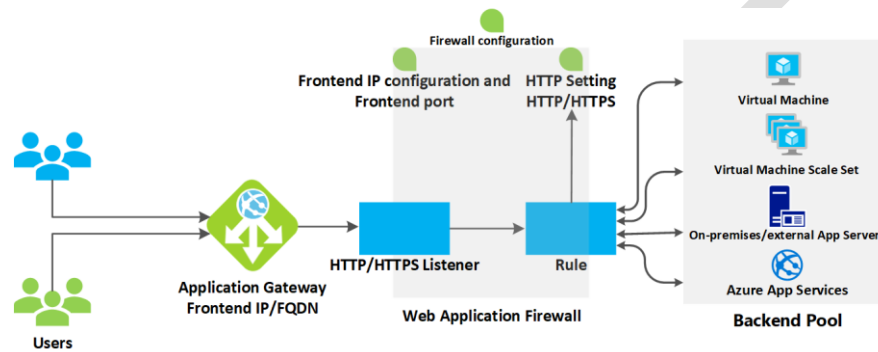 Firewall configuration
Frontend IP configuration and
Frontend port
HTTP Setting
HTTP/HTTPS
Virtual Machine
Virtual Machine Scale Set
On-premises/external App Server
Azure App Services
Backend Pool
HTTP/HTTPS Listener
Rule
Application Gateway
Frontend IP/FQDN
Web Application Firewall
Users